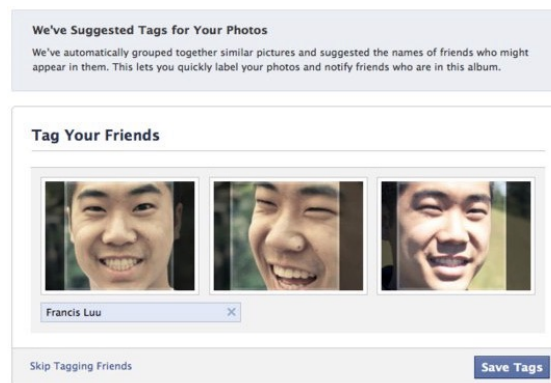 We've Suggested Tags for Your Photos
We've automatically grouped together similar pictures and suggested the names of friends who might
appear in them. This lets you quickly label your photos and notify friends who are in this album.
Tag Your Friends
Francis Luu
Skip Tagging Friends
Save Tags